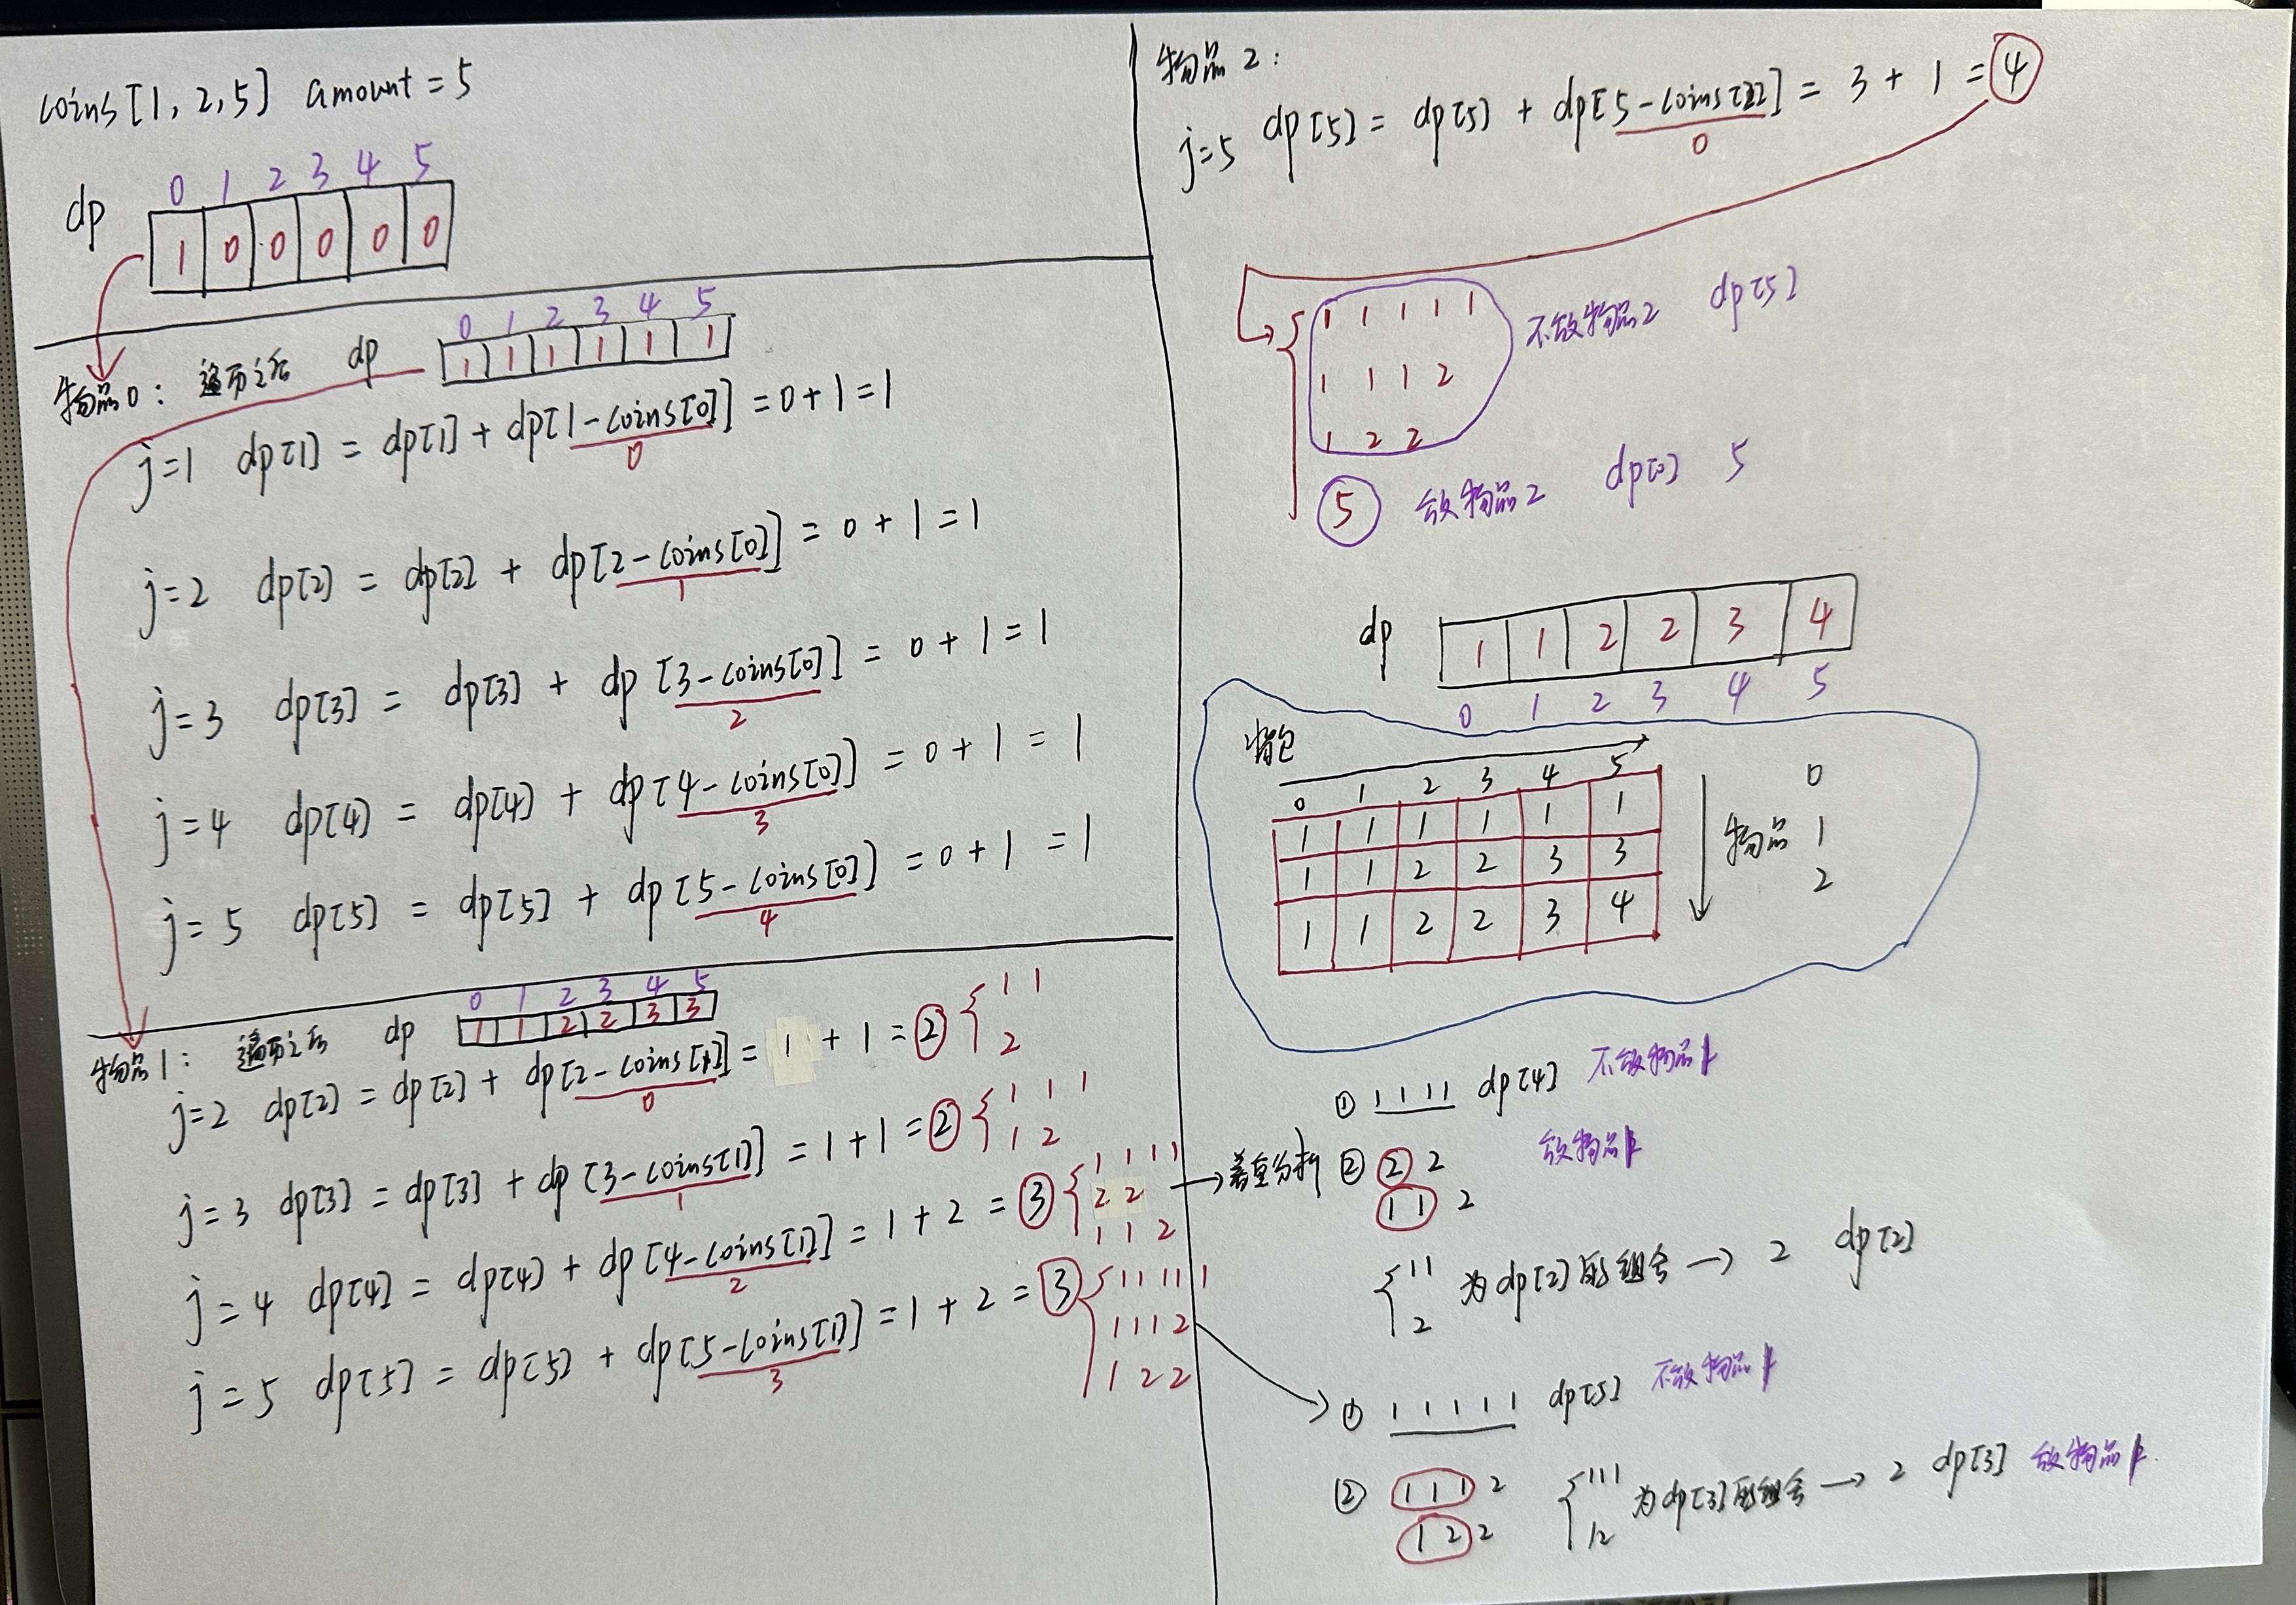 coins[1,2,5] amount=5
0 1 2 3 4 5
dp 1 0 0 0 0 0
0 1 2 3 4 5
物品0: 遍历之后 dp 1 1 1 1 1 1
j=1 dp[1] = dp[1] + dp[1-coins[0]] = 0+1=1
0
j=2 dp[2] = dp[2] + dp[2-coins[0]] = 0+1=1
1
j=3 dp[3] = dp[3] + dp[3-coins[0]] = 0+1=1
2
j=4 dp[4] = dp[4] + dp[4-coins[0]] = 0+1=1
3
j=5 dp[5] = dp[5] + dp[5-coins[0]] = 0+1=1
4
0 1 2 3 4 5
物品1: 遍历之后 dp 1 1 2 2 3 3
j=2 dp[2] = dp[2] + dp[2-coins[1]] = 1+1=②
0
1 1
2
j=3 dp[3] = dp[3] + dp[3-coins[1]] = 1+1=②
1
1 1 1
1 2
j=4 dp[4] = dp[4] + dp[4-coins[1]] = 1+2=③
2
1 1 1 1
2 2
1 1 2
j=5 dp[5] = dp[5] + dp[5-coins[1]] = 1+2=③
3
1 1 1 1 1
1 1 1 2
1 2 2
物品2:
j=5 dp[5] = dp[5] + dp[5-coins[2]] = 3+1=④
0
1 1 1 1 1 不放物品2 dp[5]
1 1 1 2
1 2 2
⑤ 放物品2 dp[0] 5
dp 1 1 2 2 3 4
0 1 2 3 4 5
背包
0 1 2 3 4 5
1 1 1 1 1 1
1 1 2 2 3 3
1 1 2 2 3 4
物品
0
1
2
① 1 1 1 1 dp[4] 不放物品1
→着重分析 ② 2 2 放物品1
1 1 2
1 1 为dp[2]的组合→2 dp[2]
2
① 1 1 1 1 1 dp[5] 不放物品1
② 1 1 1 2
1 2 2
1 1 1 为dp[3]的组合→2 dp[3] 放物品1
1 2